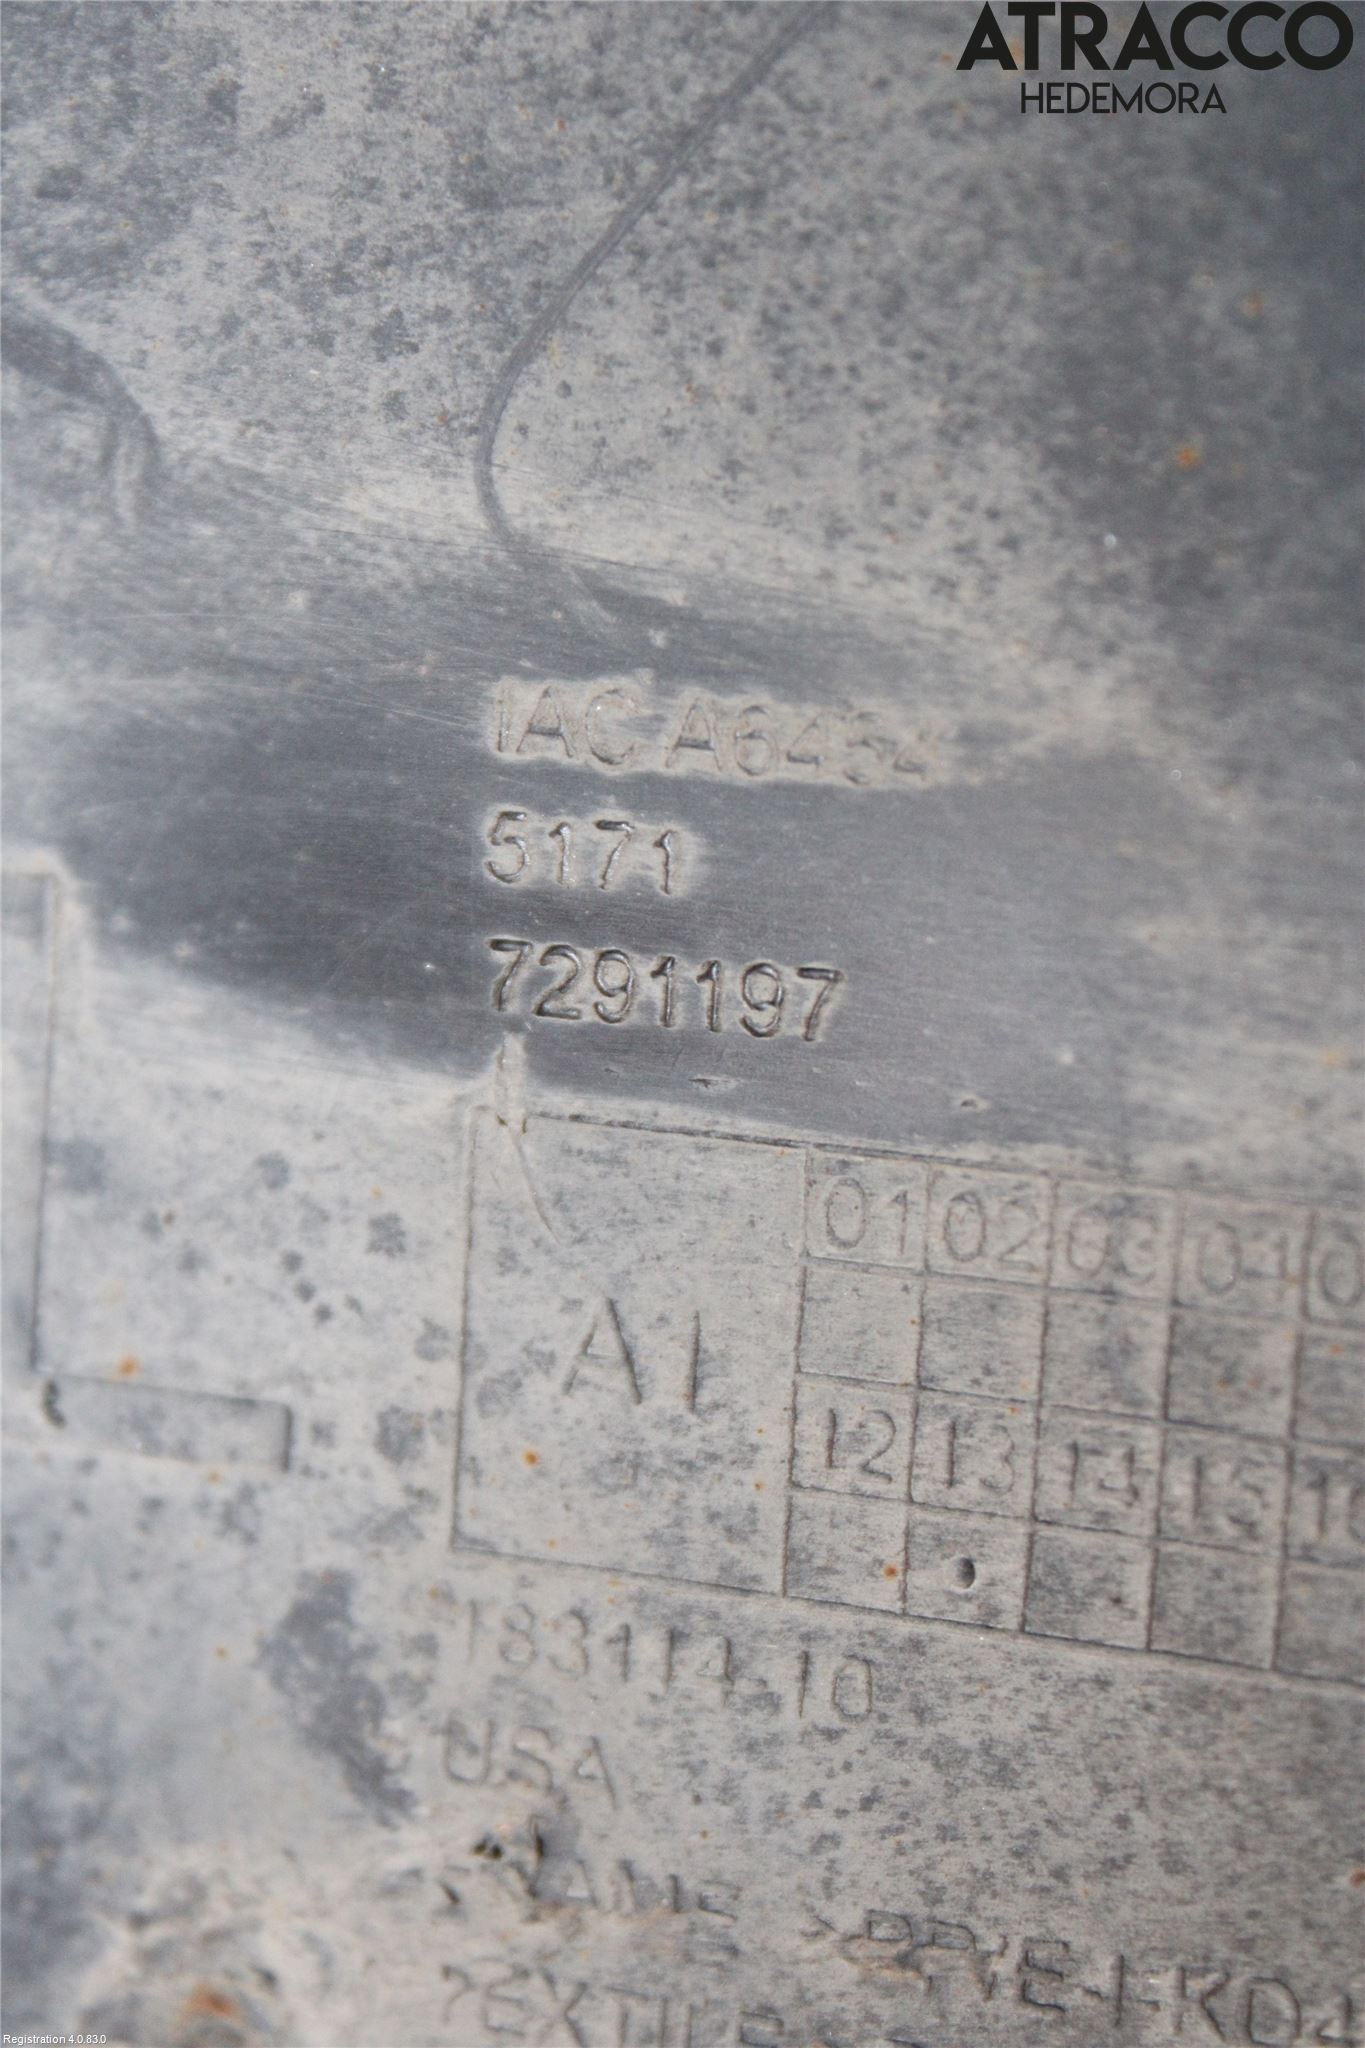 ATRACCO
HEDEMORA
IAC A6454
5171
7291197
01 02 03 04
A1
12 13 14 15
183114-10
USA
FRAME
Registration 4.0.83.0